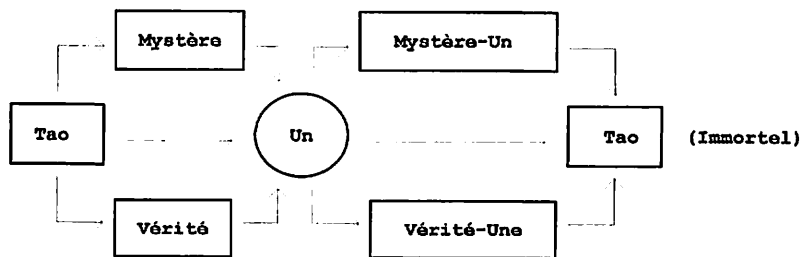 Mystère
Mystère-Un
Tao
Un
Tao (Immortel)
Vérité
Vérité-Une